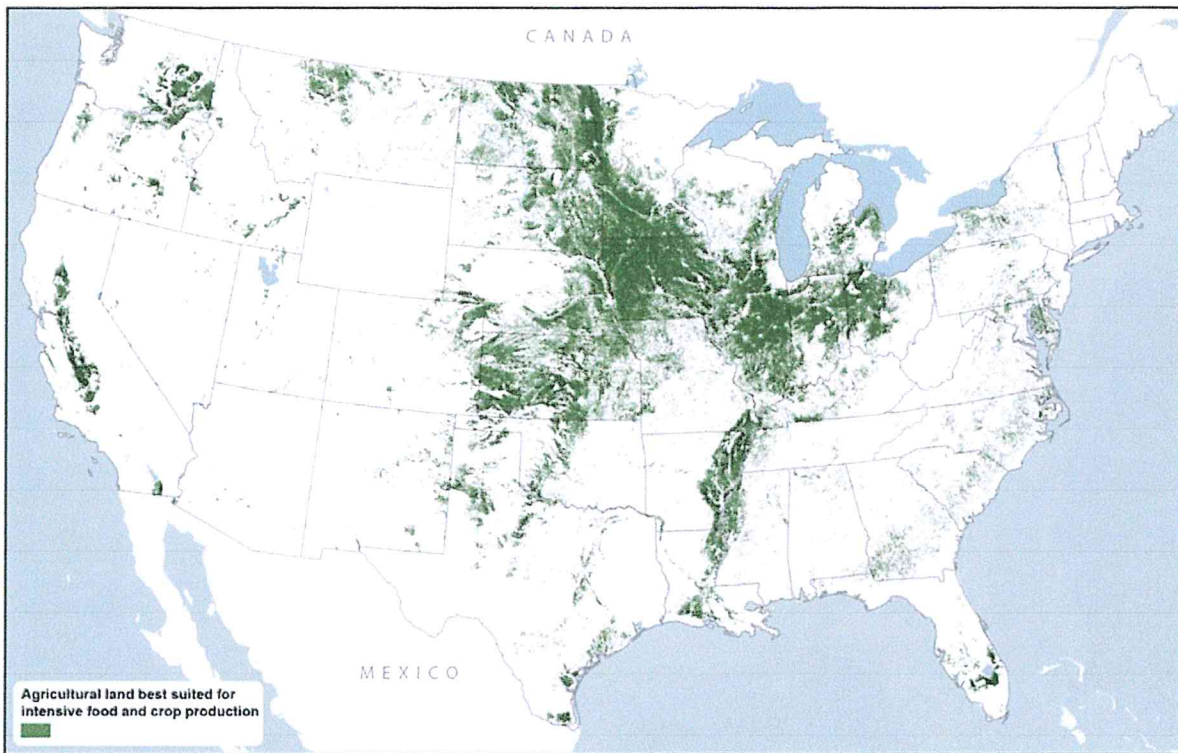 CANADA
MEXICO
Agricultural land best suited for
intensive food and crop production